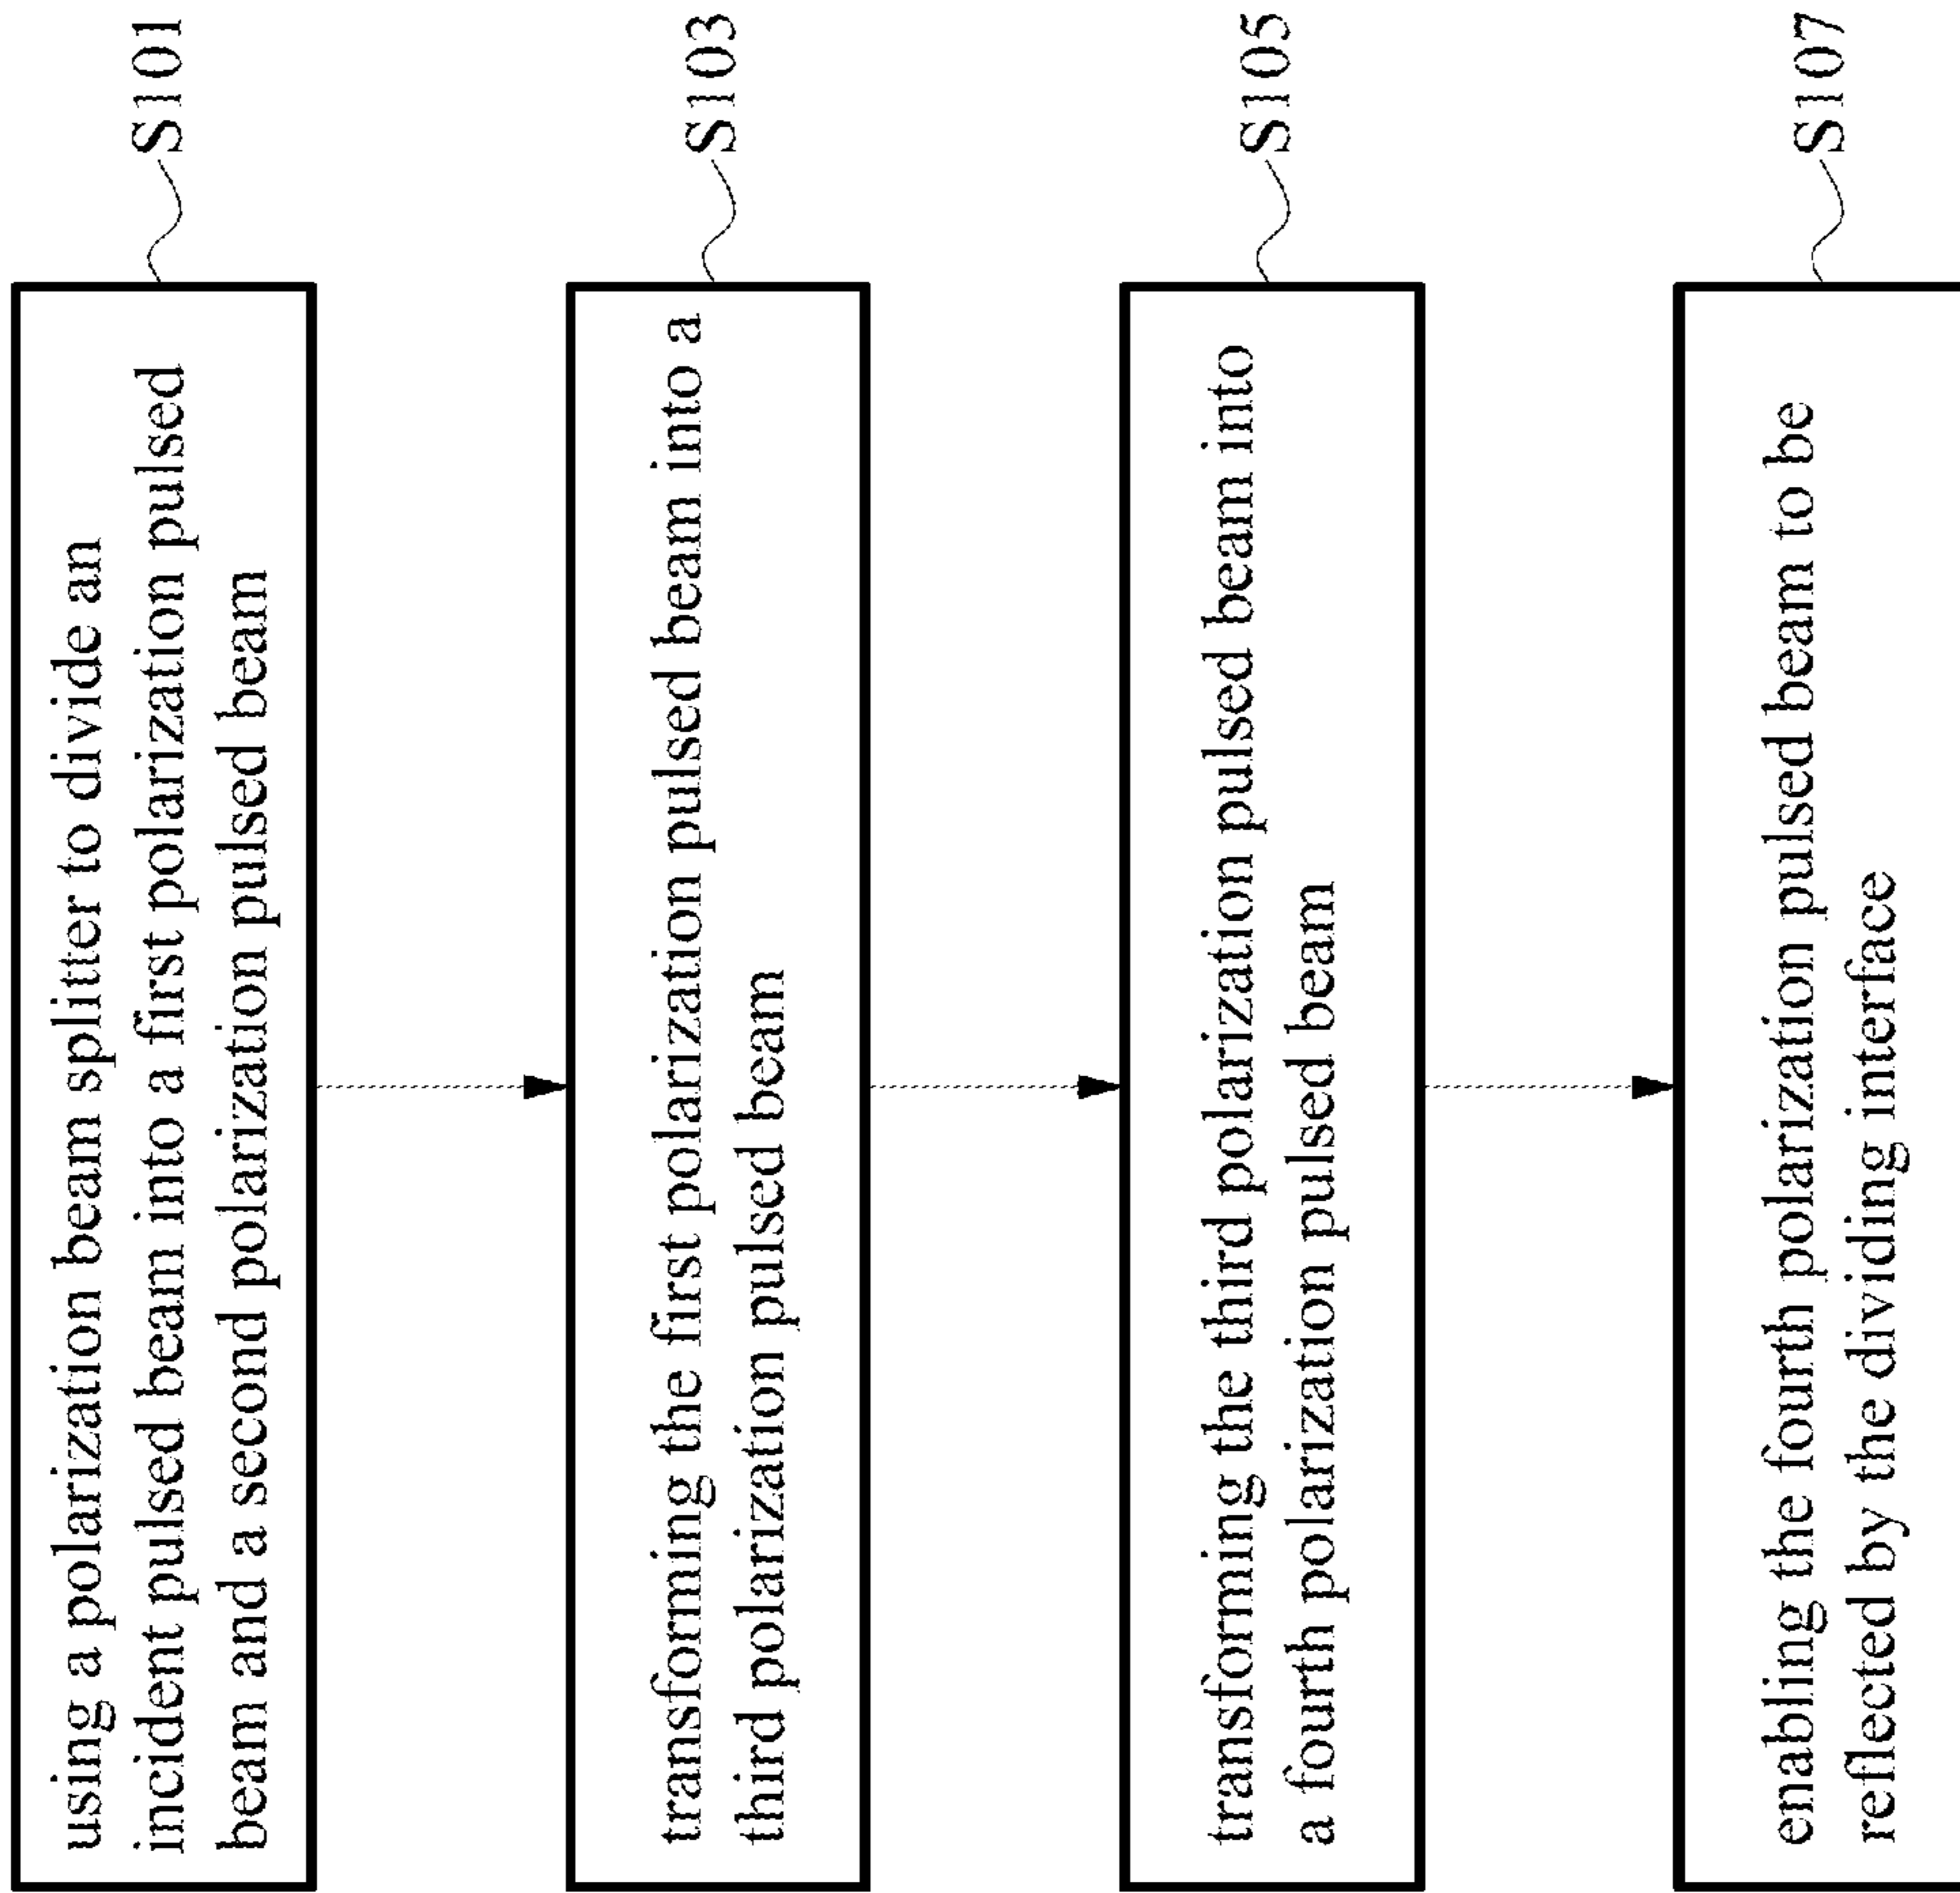 using a polarization beam splitter to divide an
incident pulsed beam into a first polarization pulsed
beam and a second polarization pulsed beam
S101
transforming the first polarization pulsed beam into a
third polarization pulsed beam
S103
transforming the third polarization pulsed beam into
a fourth polarization pulsed beam
S105
enabling the fourth polarization pulsed beam to be
reflected by the dividing interface
S107